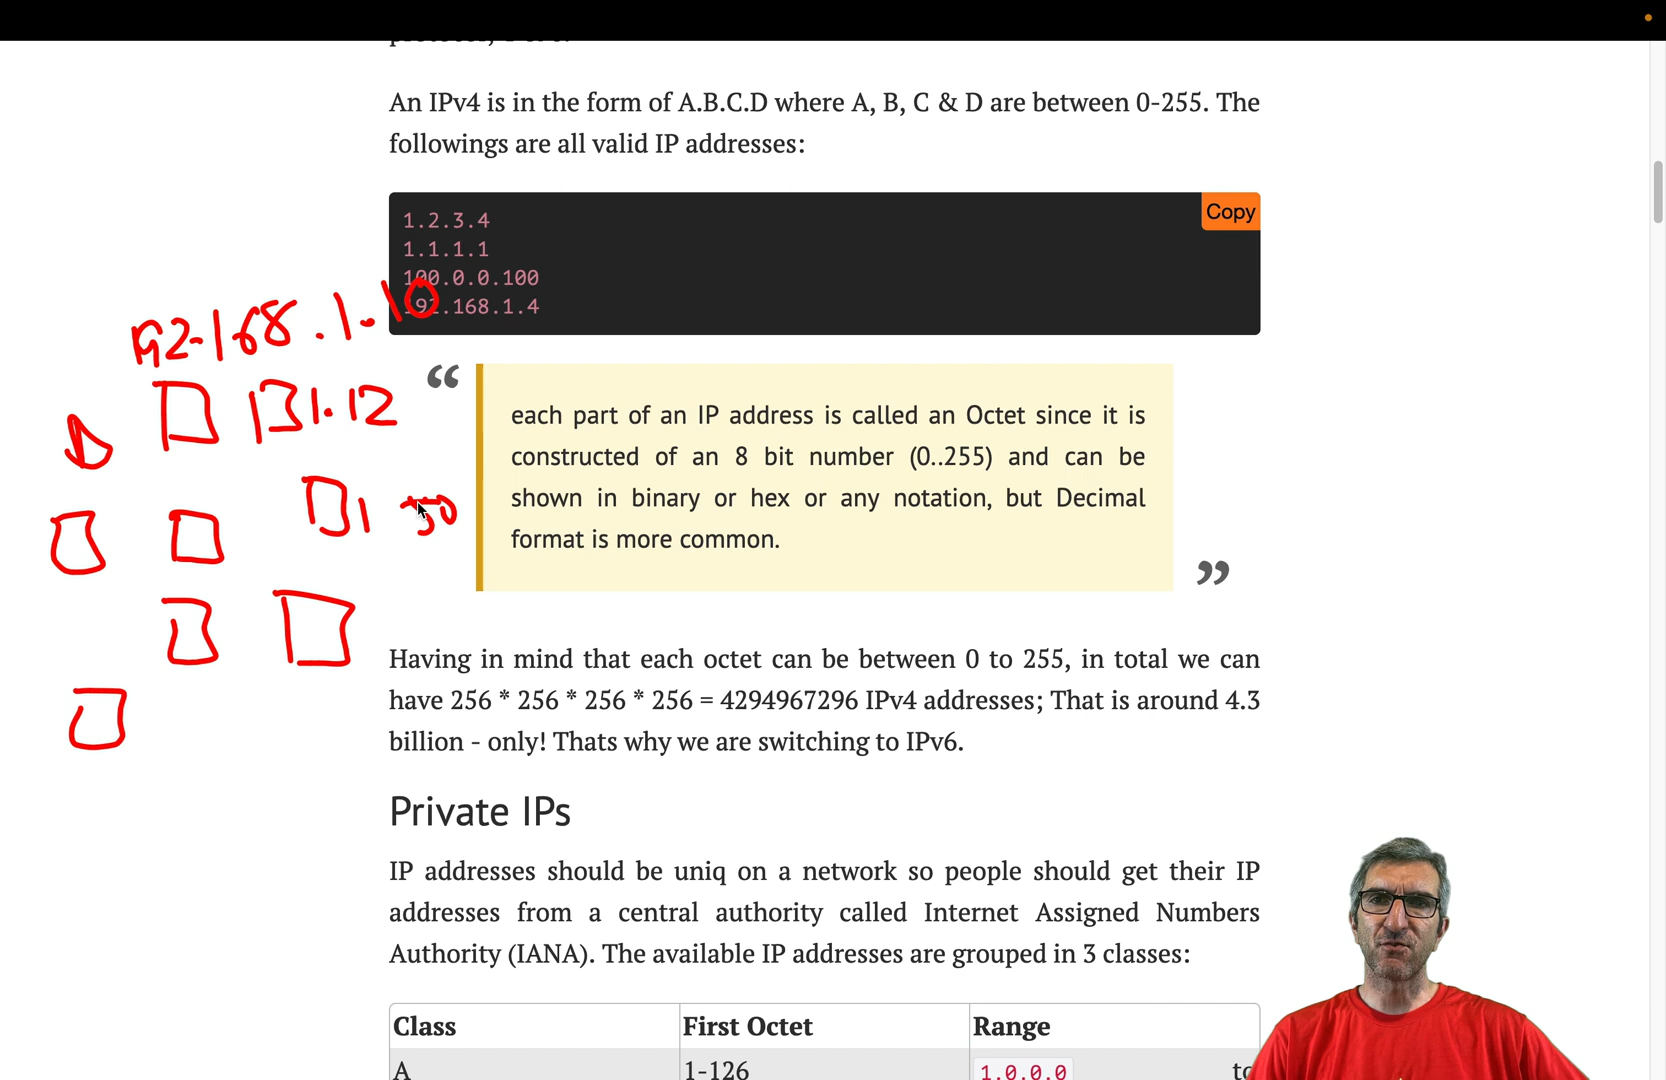 An IPv4 is in the form of A.B.C.D where A, B, C & D are between 0-255. The
followings are all valid IP addresses:
Copy
1.2.3.4
1.1.1.1
100.0.0.100
192.168.1.4
192.168.1.10
1.12
“
each part of an IP address is called an Octet since it is
constructed of an 8 bit number (0..255) and can be
shown in binary or hex or any notation, but Decimal
format is more common.
”
Having in mind that each octet can be between 0 to 255, in total we can
have 256 * 256 * 256 * 256 = 4294967296 IPv4 addresses; That is around 4.3
billion - only! Thats why we are switching to IPv6.
Private IPs
IP addresses should be uniq on a network so people should get their IP
addresses from a central authority called Internet Assigned Numbers
Authority (IANA). The available IP addresses are grouped in 3 classes:
Class First Octet Range
A 1-126 1.0.0.0 to